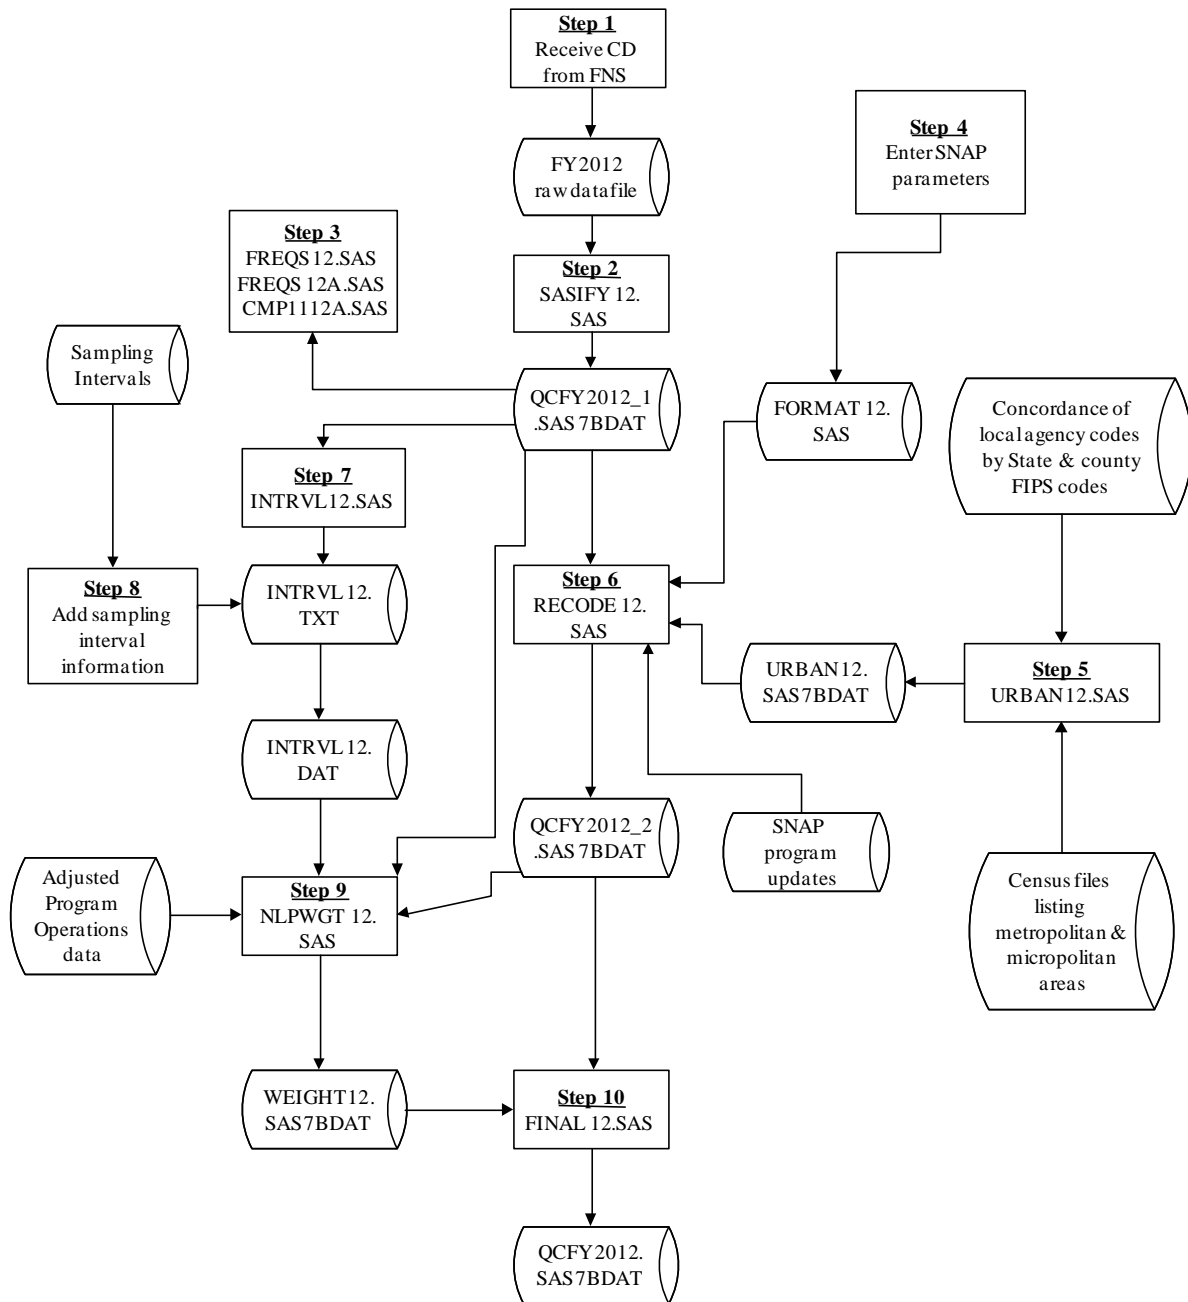 Step 1
Receive CD
from FNS
FY2012
raw data file
Step 4
Enter SNAP
parameters
Step 3
FREQS12.SAS
FREQS12A.SAS
CMP1112A.SAS
Step 2
SASIFY12.
SAS
Sampling
Intervals
QCFY2012_1
.SAS7BDAT
FORMAT12.
SAS
Concordance of
local agency codes
by State & county
FIPS codes
Step 7
INTRVL12.SAS
Step 8
Add sampling
interval
information
INTRVL12.
TXT
Step 6
RECODE12.
SAS
URBAN12.
SAS7BDAT
Step 5
URBAN12.SAS
INTRVL12.
DAT
QCFY2012_2
.SAS7BDAT
SNAP
program
updates
Adjusted
Program
Operations
data
Step 9
NLPWGT12.
SAS
Census files
listing
metropolitan &
micropolitan
areas
WEIGHT12.
SAS7BDAT
Step 10
FINAL12.SAS
QCFY2012.
SAS7BDAT